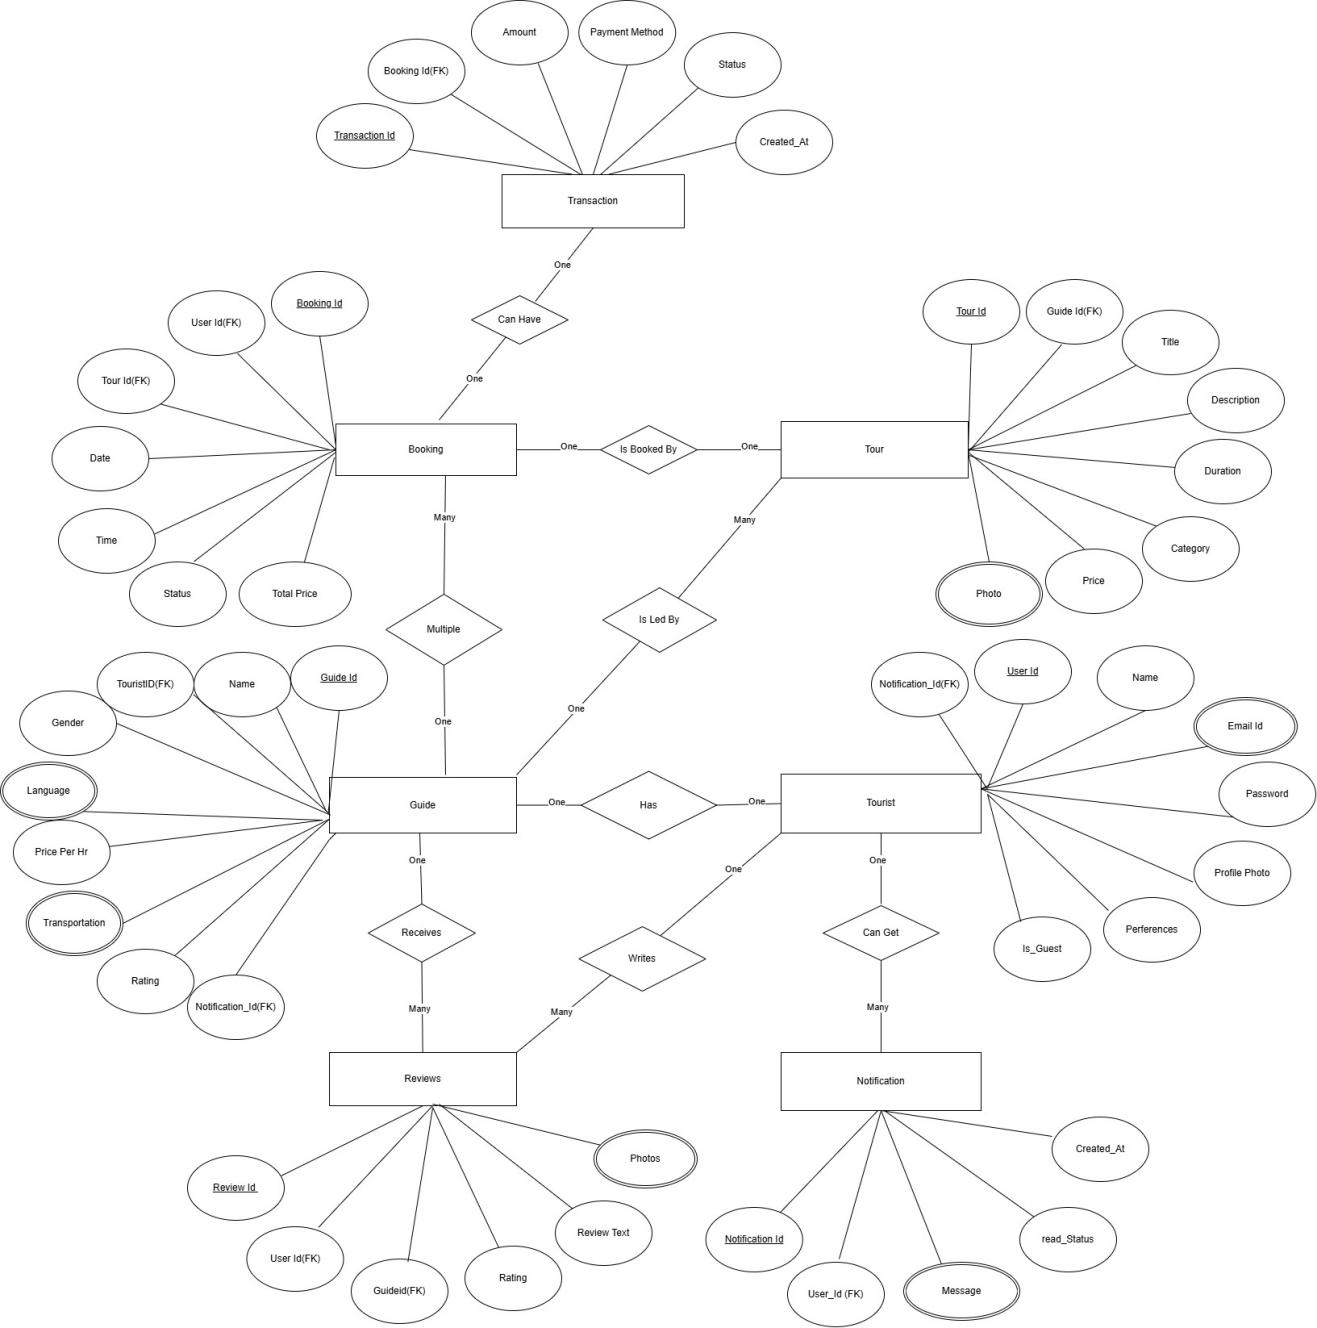 Amount
Payment Method
Booking Id(FK)
Status
Transaction Id
Created_At
Transaction
One
Can Have
One
Booking Id
User Id(FK)
Tour Id(FK)
Date
Time
Status
Total Price
Booking
One
Is Booked By
One
Tour
Tour Id
Guide Id(FK)
Title
Description
Duration
Category
Price
Photo
Many
Multiple
One
Many
Is Led By
One
TouristID(FK)
Name
Guide Id
Gender
Language
Price Per Hr
Transportation
Rating
Notification_Id(FK)
Guide
One
Has
One
Tourist
Notification_Id(FK)
User Id
Name
Email Id
Password
Profile Photo
Perferences
Is_Guest
One
Receives
Many
One
Writes
Many
One
Can Get
Many
Reviews
Review Id
User Id(FK)
Guideid(FK)
Rating
Review Text
Photos
Notification
Notification Id
User_Id (FK)
Message
read_Status
Created_At